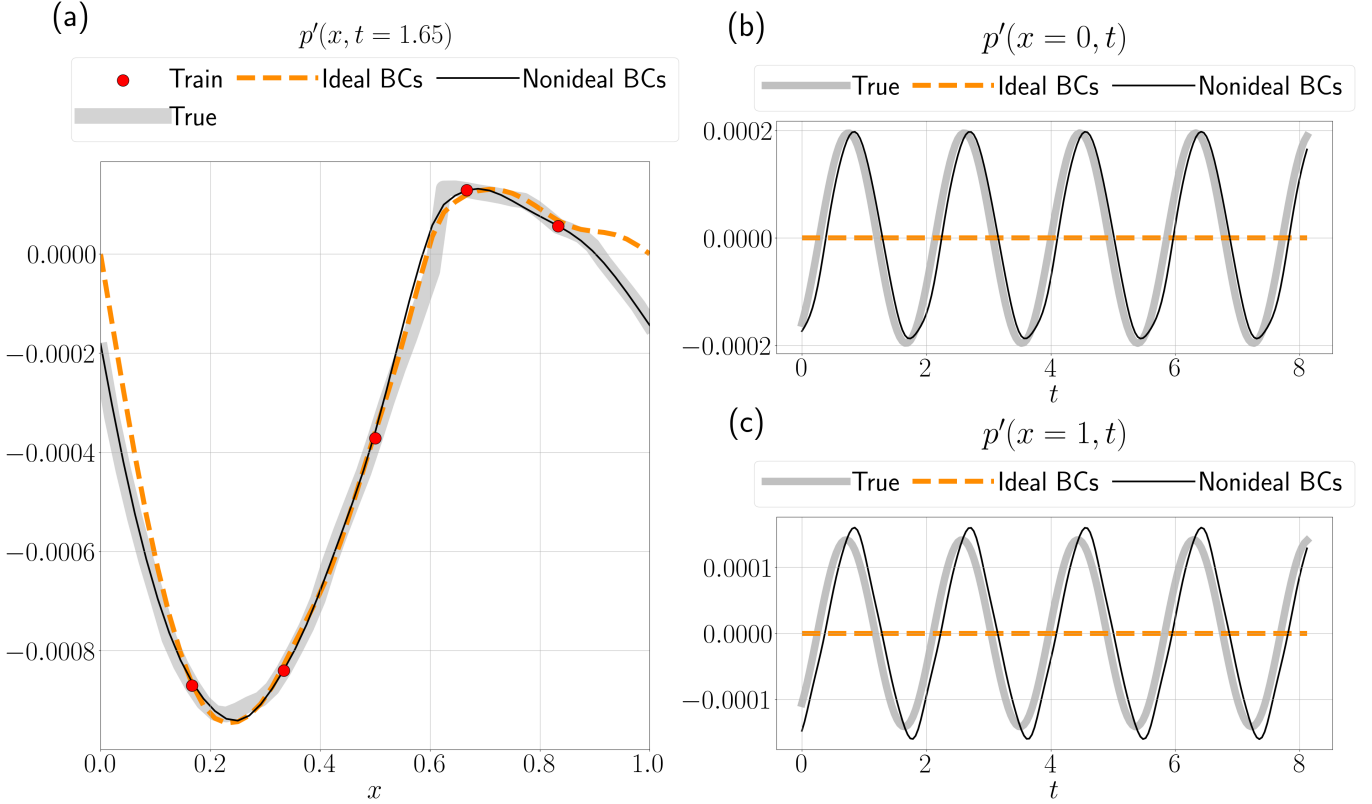 (a)
p′(x, t = 1.65)
Train Ideal BCs Nonideal BCs
True
0.0000
−0.0002
−0.0004
−0.0006
−0.0008
0.0 0.2 0.4 0.6 0.8 1.0
x
(b)
p′(x = 0, t)
True Ideal BCs Nonideal BCs
0.0002
0.0000
−0.0002
0 2 4 6 8
t
(c)
p′(x = 1, t)
True Ideal BCs Nonideal BCs
0.0001
0.0000
−0.0001
0 2 4 6 8
t